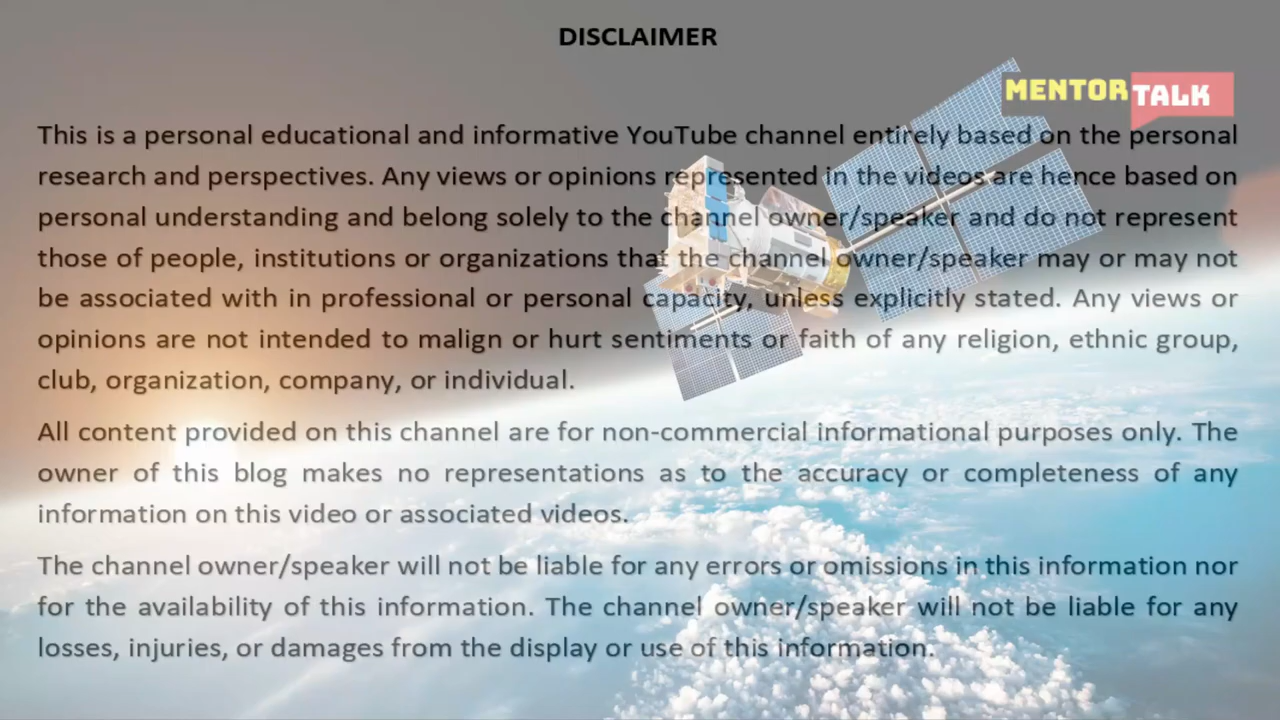 DISCLAIMER
MENTOR TALK
This is a personal educational and informative YouTube channel entirely based on the personal
research and perspectives. Any views or opinions represented in the videos are hence based on
personal understanding and belong solely to the channel owner/speaker and do not represent
those of people, institutions or organizations that the channel owner/speaker may or may not
be associated with in professional or personal capacity, unless explicitly stated. Any views or
opinions are not intended to malign or hurt sentiments or faith of any religion, ethnic group,
club, organization, company, or individual.
All content provided on this channel are for non-commercial informational purposes only. The
owner of this blog makes no representations as to the accuracy or completeness of any
information on this video or associated videos.
The channel owner/speaker will not be liable for any errors or omissions in this information nor
for the availability of this information. The channel owner/speaker will not be liable for any
losses, injuries, or damages from the display or use of this information.